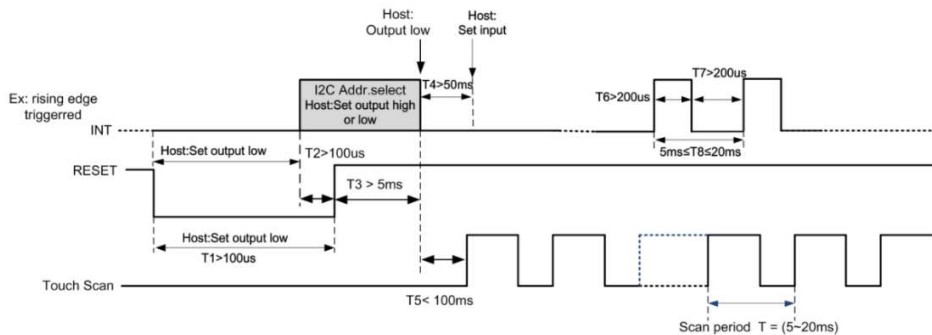 Host:
Output low
Host:
Set input
T4>50ms
T7>200us
Ex: rising edge
triggerred
I2C Addr.select
Host:Set output high
or low
T6>200us
INT
Host:Set output low
T2>100us
5ms≤T8≤20ms
RESET
T3 > 5ms
Host:Set output low
T1>100us
Touch Scan
T5< 100ms
Scan period T = (5~20ms)